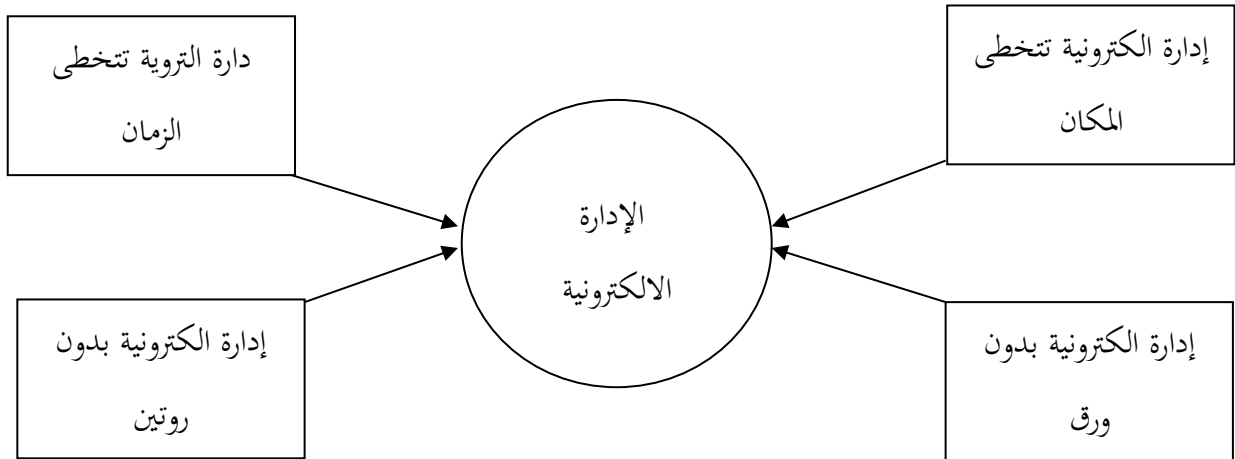 إدارة الكترونية تتخطى
المكان
دارة التروية تتخطى
الزمان
الإدارة
الالكترونية
إدارة الكترونية بدون
ورق
إدارة الكترونية بدون
روتين